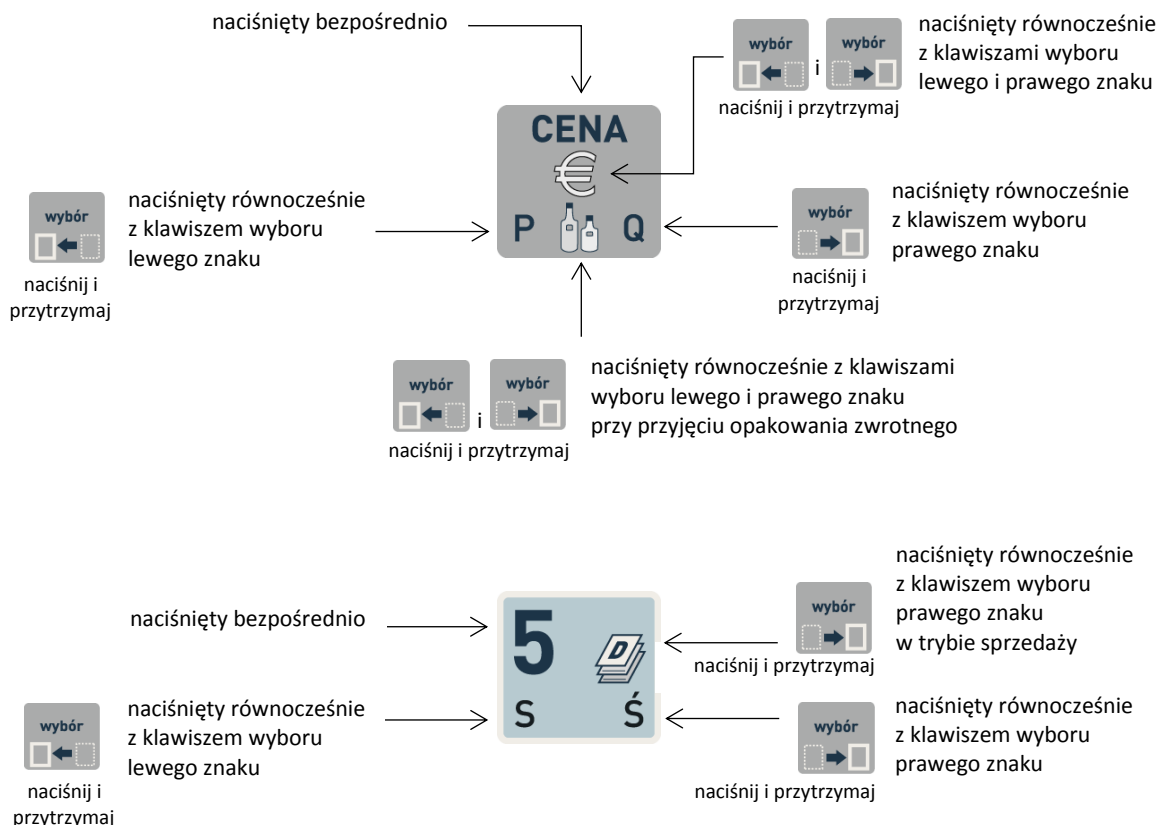 naciśnięty bezpośrednio
wybór
i
wybór
naciśnij i przytrzymaj
naciśnięty równocześnie
z klawiszami wyboru
lewego i prawego znaku
CENA
€
P
Q
wybór
naciśnij i
przytrzymaj
naciśnięty równocześnie
z klawiszem wyboru
lewego znaku
wybór
naciśnij i
przytrzymaj
naciśnięty równocześnie
z klawiszem wyboru
prawego znaku
wybór
i
wybór
naciśnij i przytrzymaj
naciśnięty równocześnie z klawiszami
wyboru lewego i prawego znaku
przy przyjęciu opakowania zwrotnego
naciśnięty bezpośrednio
5
D
S
Ś
wybór
naciśnij i przytrzymaj
naciśnięty równocześnie
z klawiszem wyboru
prawego znaku
w trybie sprzedaży
wybór
naciśnij i
przytrzymaj
naciśnięty równocześnie
z klawiszem wyboru
lewego znaku
wybór
naciśnij i przytrzymaj
naciśnięty równocześnie
z klawiszem wyboru
prawego znaku